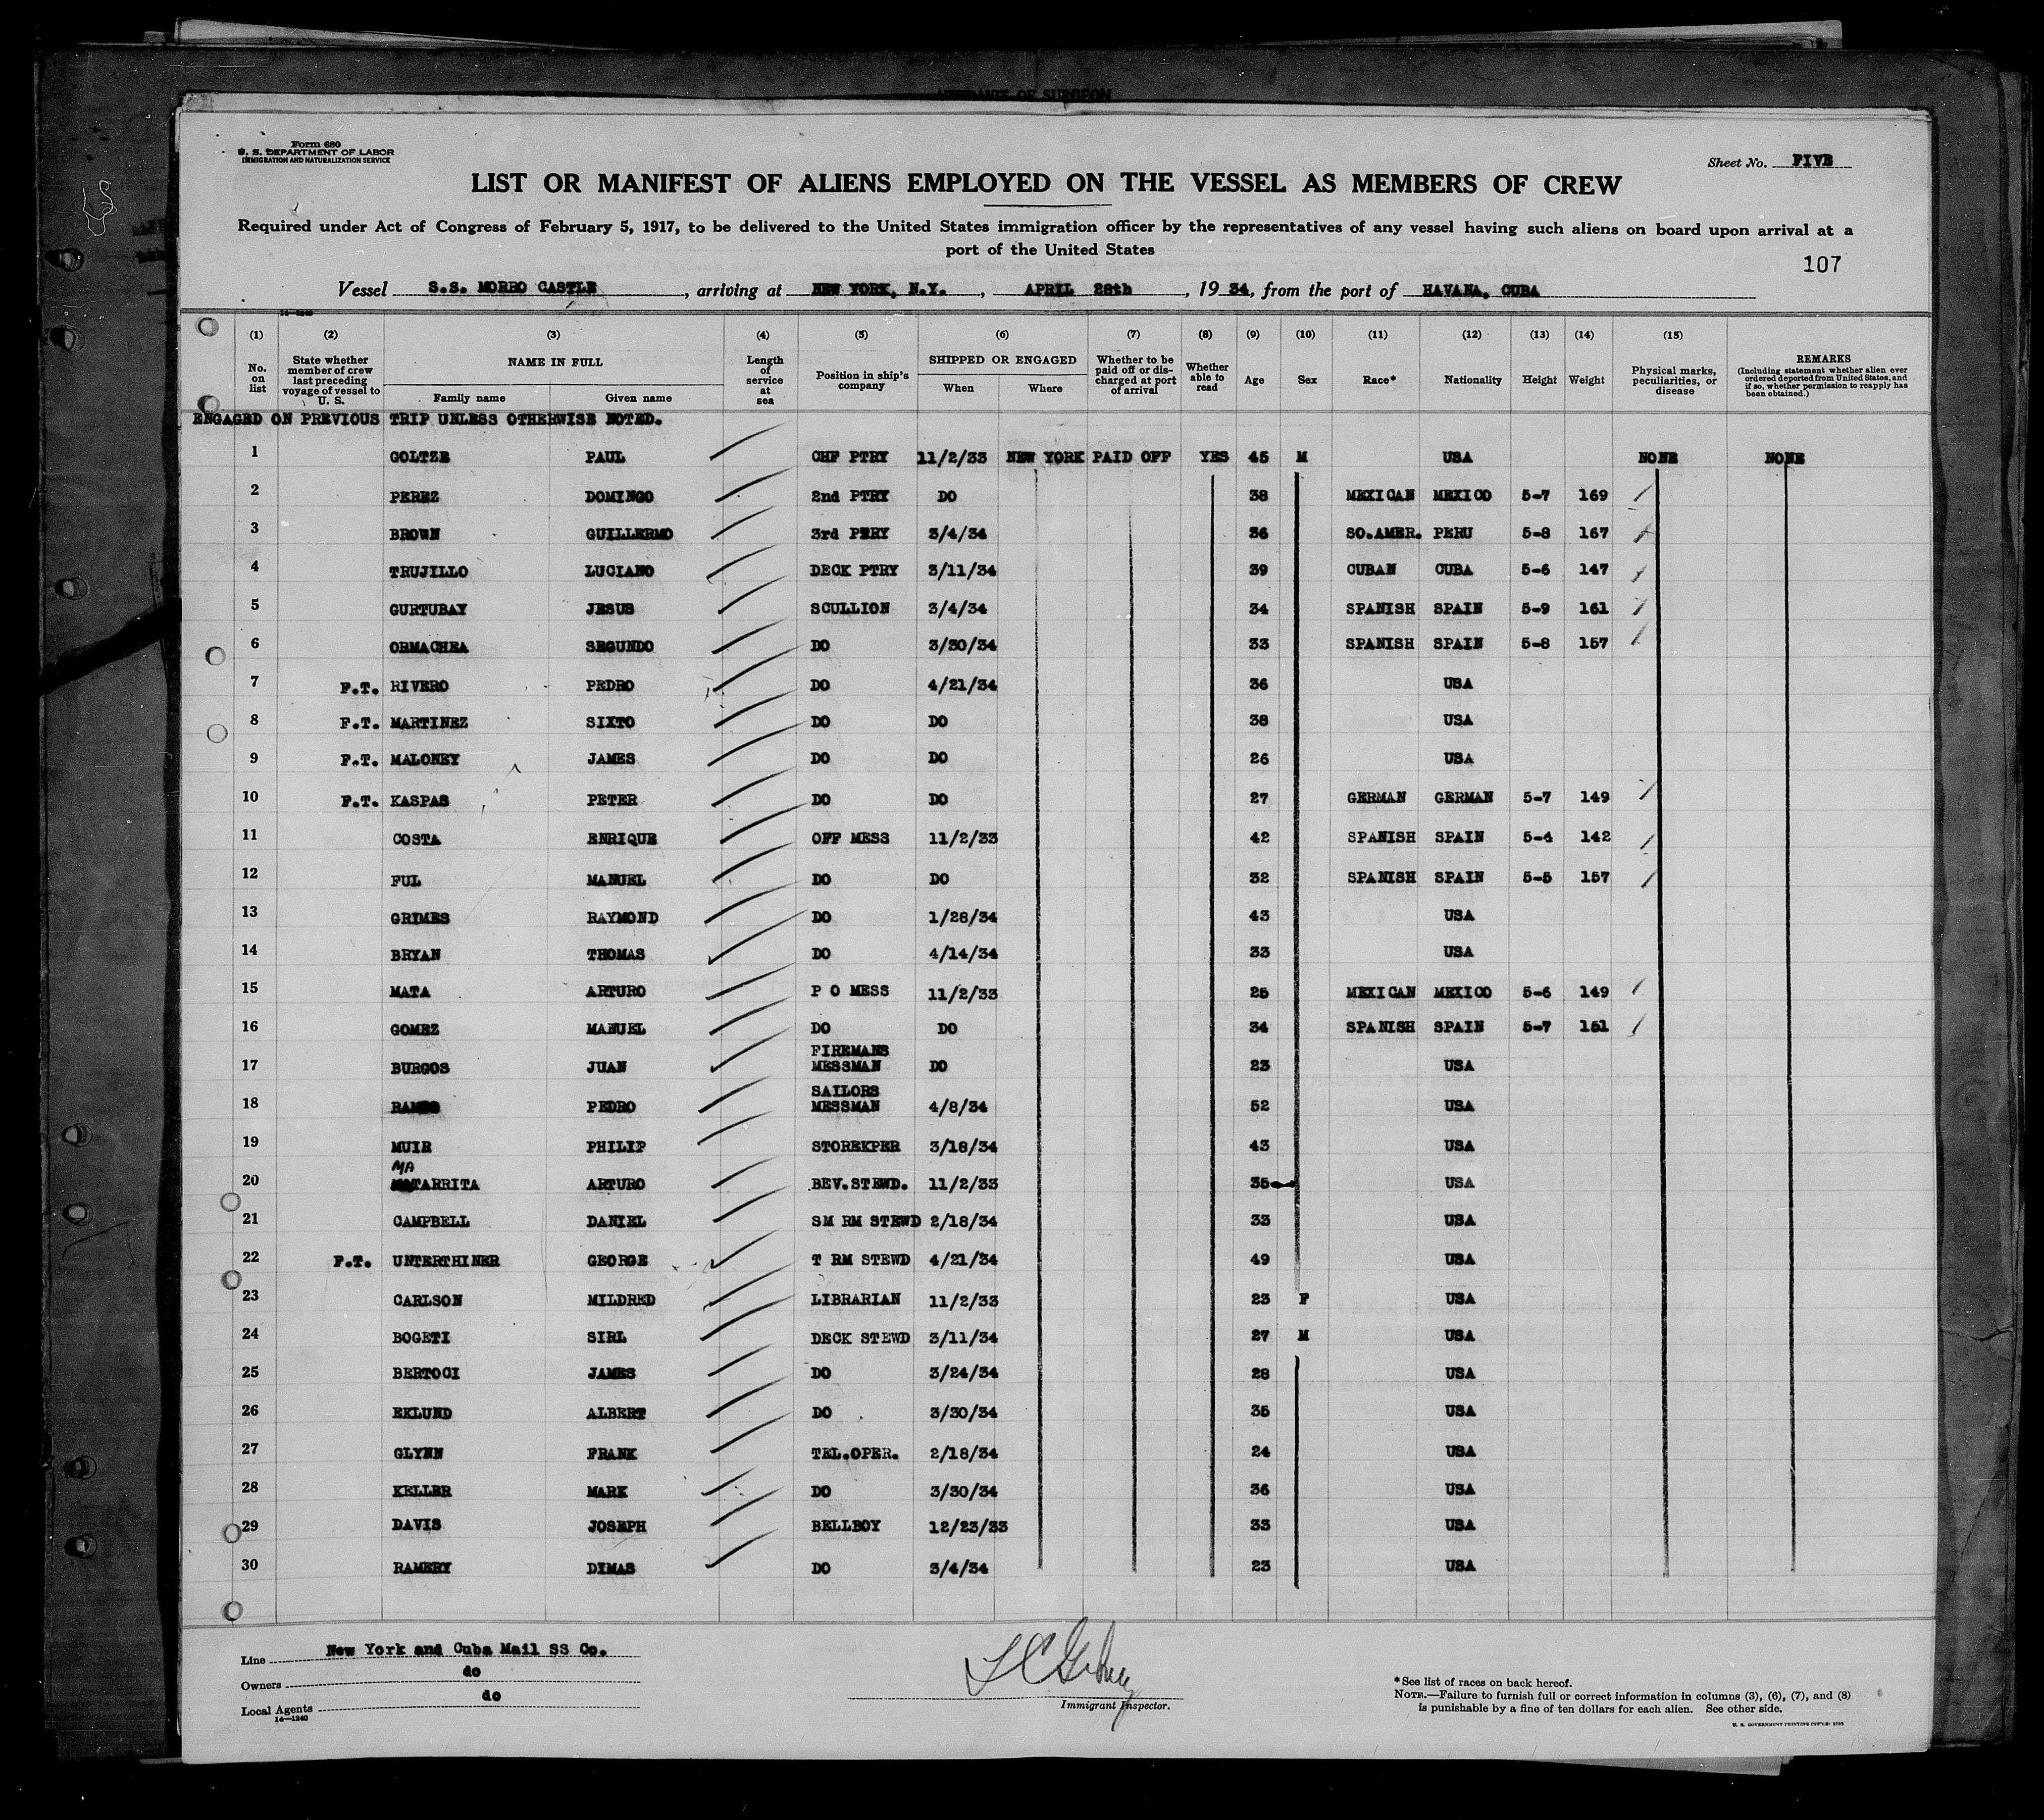 AFFIDAVIT OF SURGEON
Form 680
U. S. DEPARTMENT OF LABOR
IMMIGRATION AND NATURALIZATION SERVICE
Sheet No. FIVE
LIST OR MANIFEST OF ALIENS EMPLOYED ON THE VESSEL AS MEMBERS OF CREW
Required under Act of Congress of February 5, 1917, to be delivered to the United States immigration officer by the representatives of any vessel having such aliens on board upon arrival at a
port of the United States
107
Vessel S.S. MORRO CASTLE, arriving at NEW YORK, N.Y., APRIL 28th, 1934, from the port of HAVANA, CUBA
14—1240
(1) (2) (3) (4) (5) (6) (7) (8) (9) (10) (11) (12) (13) (14) (15)
No. on list State whether member of crew last preceding voyage of vessel to U. S. NAME IN FULL Family name Given name Length of service at sea Position in ship's company SHIPPED OR ENGAGED When Where Whether to be paid off or discharged at port of arrival Whether able to read Age Sex Race* Nationality Height Weight Physical marks, peculiarities, or disease REMARKS (Including statement whether alien ever ordered deported from United States, and if so, whether permission to reapply has been obtained.)
ENGAGED ON PREVIOUS TRIP UNLESS OTHERWISE NOTED.
1 GOLTZE PAUL CHF PTRY 11/2/33 NEW YORK PAID OFF YES 45 M USA NONE NONE
2 PEREZ DOMINGO 2nd PTRY DO 38 MEXICAN MEXICO 5-7 169
3 BROWN GUILLERMO 3rd PTRY 3/4/34 36 SO.AMER. PERU 5-8 167
4 TRUJILLO LUCIANO DECK PTRY 3/11/34 39 CUBAN CUBA 5-6 147
5 GURTUBAY JESUS SCULLION 3/4/34 34 SPANISH SPAIN 5-9 161
6 ORMACHEA SEGUNDO DO 3/30/34 33 SPANISH SPAIN 5-8 157
7 F.T. RIVERO PEDRO DO 4/21/34 36 USA
8 F.T. MARTINEZ SIXTO DO DO 38 USA
9 F.T. MALONEY JAMES DO DO 26 USA
10 F.T. KASPAS PETER DO DO 27 GERMAN GERMAN 5-7 149
11 COSTA ENRIQUE OFF MESS 11/2/33 42 SPANISH SPAIN 5-4 142
12 FUL MANUEL DO DO 32 SPANISH SPAIN 5-5 157
13 GRIMES RAYMOND DO 1/28/34 43 USA
14 BRYAN THOMAS DO 4/14/34 33 USA
15 MATA ARTURO P O MESS 11/2/33 25 MEXICAN MEXICO 5-6 149
16 GOMEZ MANUEL DO DO 34 SPANISH SPAIN 5-7 151
17 BURGOS JUAN FIREMANS MESSMAN DO 23 USA
18 RAMOS PEDRO SAILORS MESSMAN 4/8/34 52 USA
19 MUIR PHILIP STOREKPER 3/18/34 43 USA
20 MATARRITA ARTURO BEV.STEWD. 11/2/33 35 USA
21 CAMPBELL DANIEL SM RM STEWD 2/18/34 33 USA
22 F.T. UNTERTHINER GEORGE T RM STEWD 4/21/34 49 USA
23 CARLSON MILDRED LIBRARIAN 11/2/33 23 F USA
24 BOGETI SIRL DECK STEWD 3/11/34 27 M USA
25 BERTOCI JAMES DO 3/24/34 28 USA
26 EKLUND ALBERT DO 3/30/34 35 USA
27 GLYNN FRANK TEL.OPER. 2/18/34 24 USA
28 KELLER MARK DO 3/30/34 36 USA
29 DAVIS JOSEPH BELLBOY 12/23/33 33 USA
30 RAMERY DIMAS DO 3/4/34 23 USA
Line New York and Cuba Mail SS Co.
Owners do
Local Agents do
14—1240
Immigrant Inspector.
*See list of races on back hereof.
NOTE.—Failure to furnish full or correct information in columns (3), (6), (7), and (8)
is punishable by a fine of ten dollars for each alien. See other side.
U. S. GOVERNMENT PRINTING OFFICE